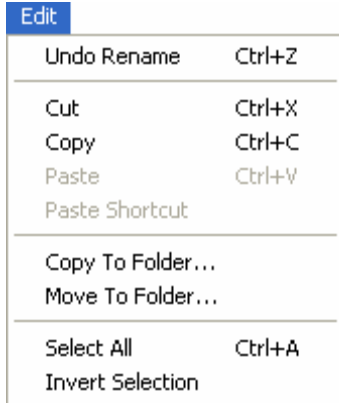 Edit
Undo Rename Ctrl+Z
Cut Ctrl+X
Copy Ctrl+C
Paste Ctrl+V
Paste Shortcut
Copy To Folder...
Move To Folder...
Select All Ctrl+A
Invert Selection